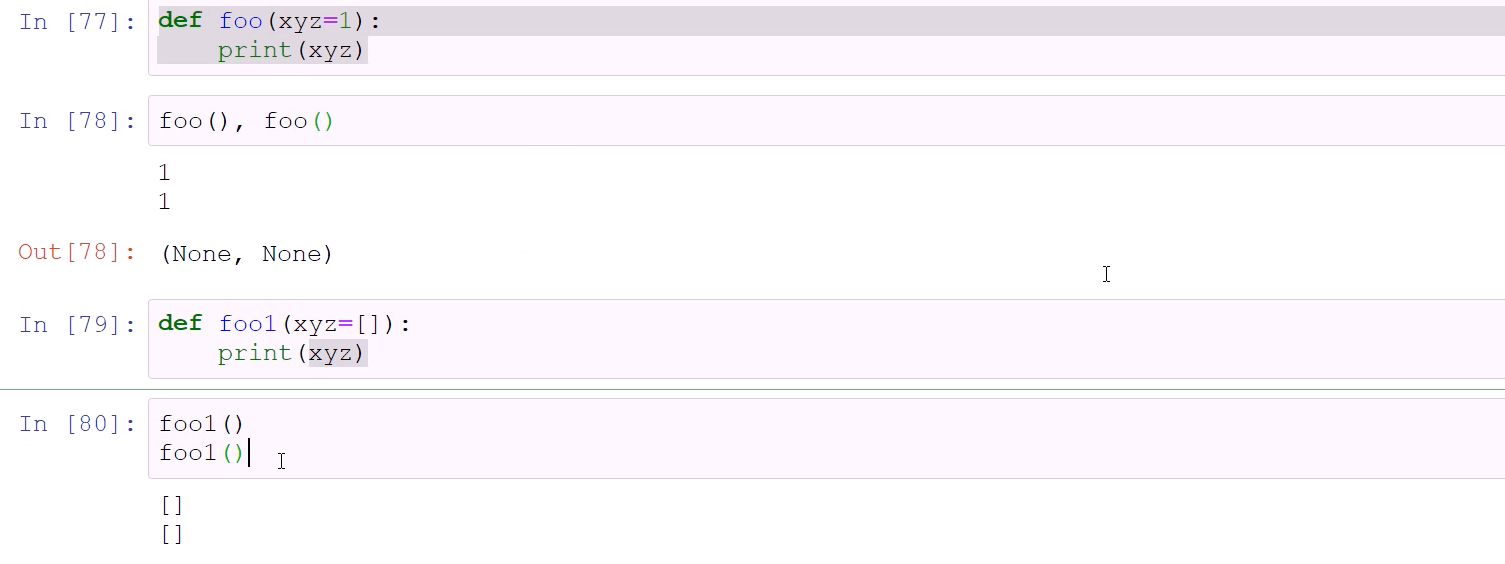 In [77]: def foo(xyz=1):
    print(xyz)
In [78]: foo(), foo()
1
1
Out[78]: (None, None)
In [79]: def foo1(xyz=[]):
    print(xyz)
In [80]: foo1()
foo1()
[]
[]